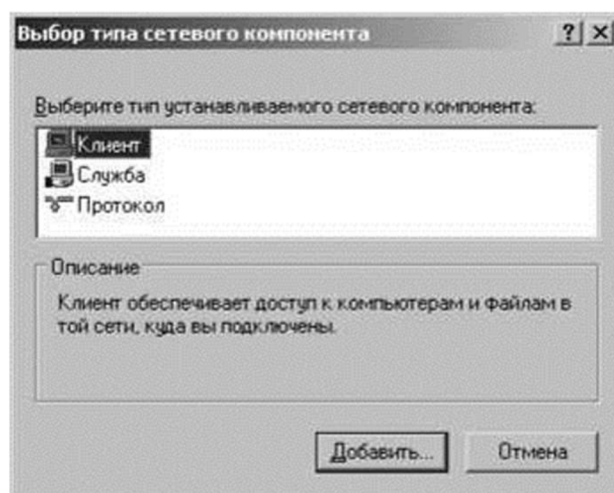 Выбор типа сетевого компонента
Выберите тип устанавливаемого сетевого компонента:
Клиент
Служба
Протокол
Описание
Клиент обеспечивает доступ к компьютерам и файлам в
той сети, куда вы подключены.
Добавить... Отмена